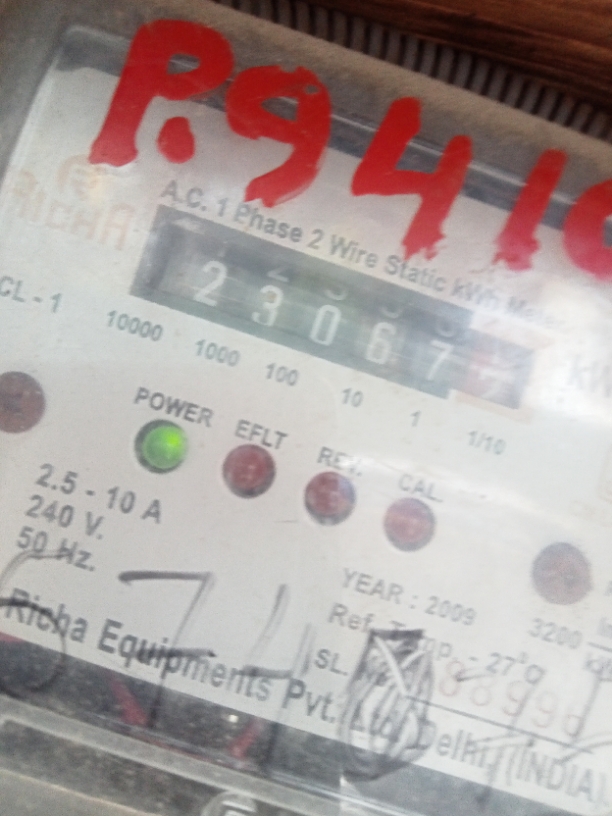 P.941
RICHA
A.C. 1 Phase 2 Wire Static kWh Meter
23067
CL - 1
10000 1000 100 10 1 1/10
POWER EFLT REV. CAL.
2.5 - 10 A
240 V.
50 Hz.
YEAR : 2009
Ref. Temp. - 27°C
3200
SL.
Richa Equipments Pvt. Ltd. Delhi, (INDIA)